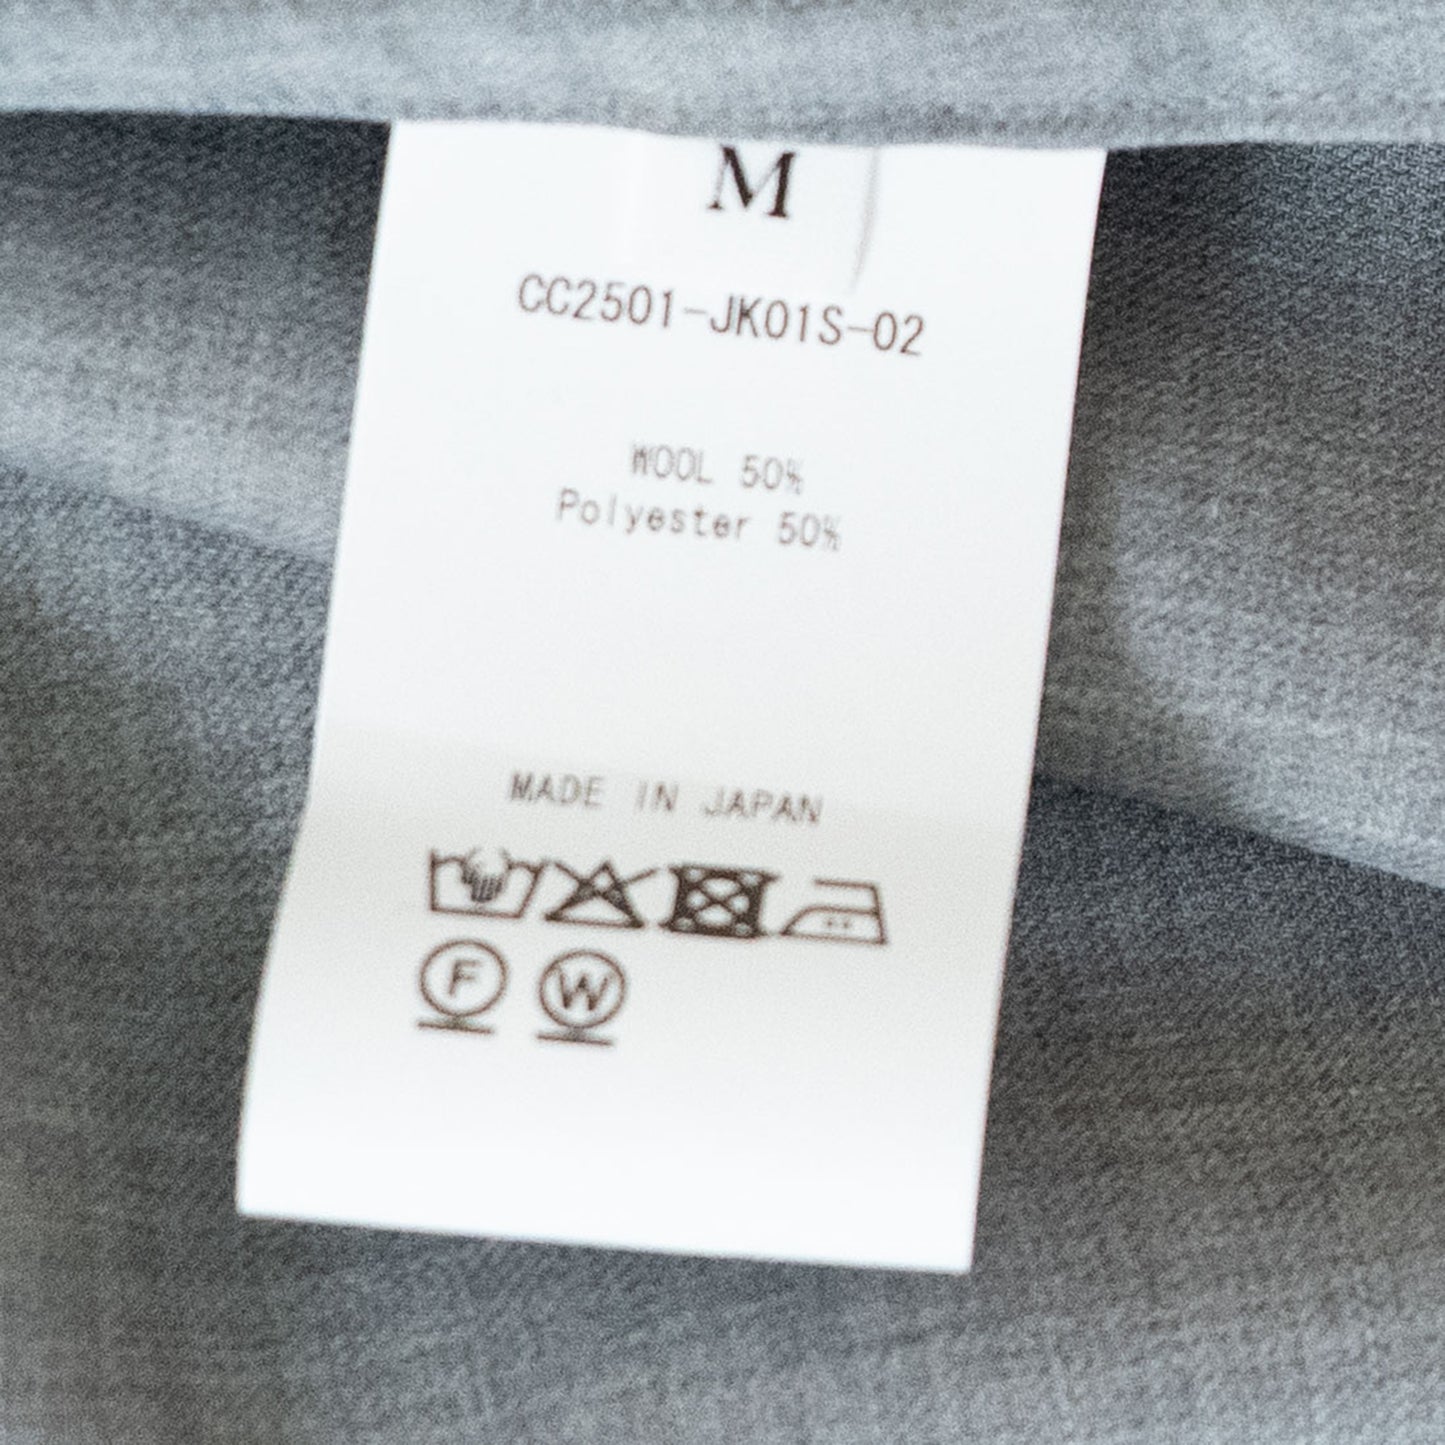 M
CC2501-JK01S-02
WOOL 50%
Polyester 50%
MADE IN JAPAN
F W